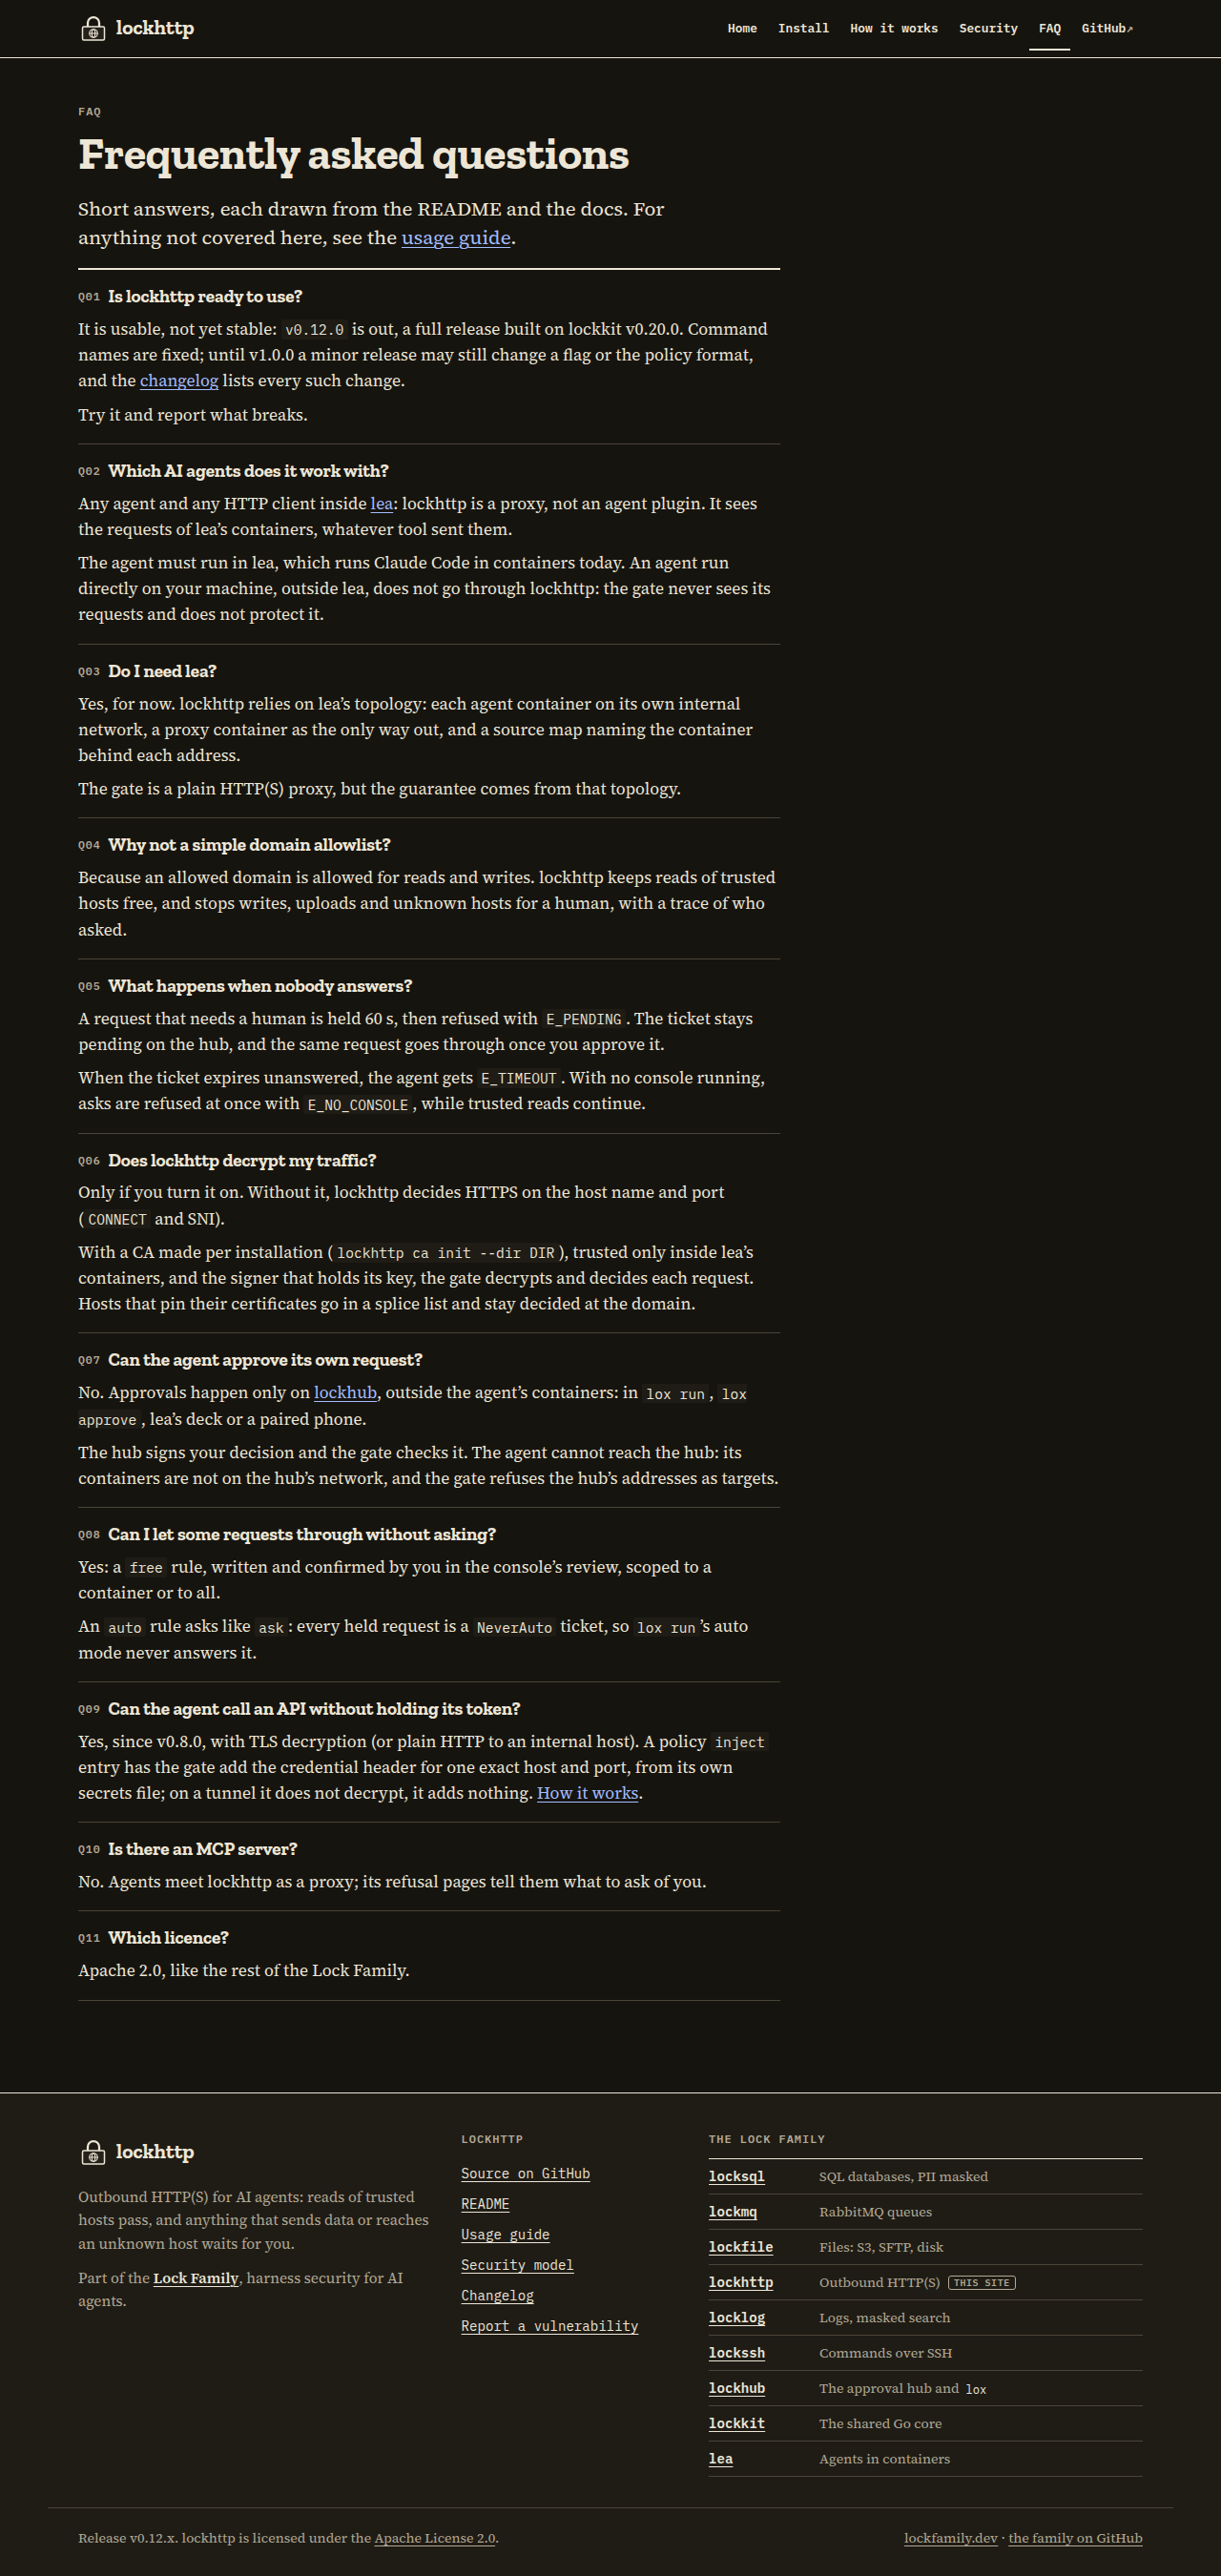 lockhttp
Home Install How it works Security FAQ GitHub↗
FAQ
Frequently asked questions
Short answers, each drawn from the README and the docs. For
anything not covered here, see the usage guide.
Q01 Is lockhttp ready to use?
It is usable, not yet stable: v0.12.0 is out, a full release built on lockkit v0.20.0. Command
names are fixed; until v1.0.0 a minor release may still change a flag or the policy format,
and the changelog lists every such change.
Try it and report what breaks.
Q02 Which AI agents does it work with?
Any agent and any HTTP client inside lea: lockhttp is a proxy, not an agent plugin. It sees
the requests of lea’s containers, whatever tool sent them.
The agent must run in lea, which runs Claude Code in containers today. An agent run
directly on your machine, outside lea, does not go through lockhttp: the gate never sees its
requests and does not protect it.
Q03 Do I need lea?
Yes, for now. lockhttp relies on lea’s topology: each agent container on its own internal
network, a proxy container as the only way out, and a source map naming the container
behind each address.
The gate is a plain HTTP(S) proxy, but the guarantee comes from that topology.
Q04 Why not a simple domain allowlist?
Because an allowed domain is allowed for reads and writes. lockhttp keeps reads of trusted
hosts free, and stops writes, uploads and unknown hosts for a human, with a trace of who
asked.
Q05 What happens when nobody answers?
A request that needs a human is held 60 s, then refused with E_PENDING. The ticket stays
pending on the hub, and the same request goes through once you approve it.
When the ticket expires unanswered, the agent gets E_TIMEOUT. With no console running,
asks are refused at once with E_NO_CONSOLE, while trusted reads continue.
Q06 Does lockhttp decrypt my traffic?
Only if you turn it on. Without it, lockhttp decides HTTPS on the host name and port
(CONNECT and SNI).
With a CA made per installation (lockhttp ca init --dir DIR), trusted only inside lea’s
containers, and the signer that holds its key, the gate decrypts and decides each request.
Hosts that pin their certificates go in a splice list and stay decided at the domain.
Q07 Can the agent approve its own request?
No. Approvals happen only on lockhub, outside the agent’s containers: in lox run, lox
approve, lea’s deck or a paired phone.
The hub signs your decision and the gate checks it. The agent cannot reach the hub: its
containers are not on the hub’s network, and the gate refuses the hub’s addresses as targets.
Q08 Can I let some requests through without asking?
Yes: a free rule, written and confirmed by you in the console’s review, scoped to a
container or to all.
An auto rule asks like ask: every held request is a NeverAuto ticket, so lox run’s auto
mode never answers it.
Q09 Can the agent call an API without holding its token?
Yes, since v0.8.0, with TLS decryption (or plain HTTP to an internal host). A policy inject
entry has the gate add the credential header for one exact host and port, from its own
secrets file; on a tunnel it does not decrypt, it adds nothing. How it works.
Q10 Is there an MCP server?
No. Agents meet lockhttp as a proxy; its refusal pages tell them what to ask of you.
Q11 Which licence?
Apache 2.0, like the rest of the Lock Family.
lockhttp
Outbound HTTP(S) for AI agents: reads of trusted
hosts pass, and anything that sends data or reaches
an unknown host waits for you.
Part of the Lock Family, harness security for AI
agents.
LOCKHTTP
Source on GitHub
README
Usage guide
Security model
Changelog
Report a vulnerability
THE LOCK FAMILY
locksql SQL databases, PII masked
lockmq RabbitMQ queues
lockfile Files: S3, SFTP, disk
lockhttp Outbound HTTP(S) THIS SITE
locklog Logs, masked search
lockssh Commands over SSH
lockhub The approval hub and lox
lockkit The shared Go core
lea Agents in containers
Release v0.12.x. lockhttp is licensed under the Apache License 2.0.
lockfamily.dev · the family on GitHub